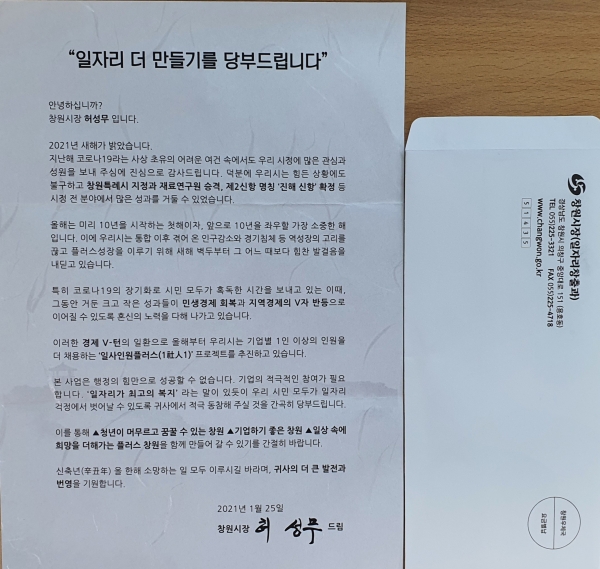 “일자리 더 만들기를 당부드립니다”
안녕하십니까?
창원시장 허성무 입니다.
2021년 새해가 밝았습니다.
지난해 코로나19라는 사상 초유의 어려운 여건 속에서도 우리 시정에 많은 관심과
성원을 보내 주심에 진심으로 감사드립니다. 덕분에 우리시는 힘든 상황에도
불구하고 창원특례시 지정과 재료연구원 승격, 제2신항 명칭 ‘진해 신항’ 확정 등
시정 전 분야에서 많은 성과를 거둘 수 있었습니다.
올해는 미리 10년을 시작하는 첫해이자, 앞으로 10년을 좌우할 가장 소중한 해
입니다. 이에 우리시는 통합 이후 겪어 온 인구감소와 경기침체 등 역성장의 고리를
끊고 플러스성장을 이루기 위해 새해 벽두부터 그 어느 때보다 힘찬 발걸음을
내딛고 있습니다.
특히 코로나19의 장기화로 시민 모두가 혹독한 시간을 보내고 있는 이때,
그동안 거둔 크고 작은 성과들이 민생경제 회복과 지역경제의 V자 반등으로
이어질 수 있도록 혼신의 노력을 다해 나가고 있습니다.
이러한 경제 V-턴의 일환으로 올해부터 우리시는 기업별 1인 이상의 인원을
더 채용하는 ‘일사인원플러스(1社人1)’ 프로젝트를 추진하고 있습니다.
본 사업은 행정의 힘만으로 성공할 수 없습니다. 기업의 적극적인 참여가 필요
합니다. ‘일자리가 최고의 복지’ 라는 말이 있듯이 우리 시민 모두가 일자리
걱정에서 벗어날 수 있도록 귀사에서 적극 동참해 주실 것을 간곡히 당부드립니다.
이를 통해 ▲청년이 머무르고 꿈꿀 수 있는 창원 ▲기업하기 좋은 창원 ▲일상 속에
희망을 더해가는 플러스 창원을 함께 만들어 갈 수 있기를 간절히 바랍니다.
신축년(辛丑年) 올 한해 소망하는 일 모두 이루시길 바라며, 귀사의 더 큰 발전과
번영을 기원합니다.
2021년 1월 25일
창원시장 허 성무 드림
창원시장(일자리창출과)
경상남도 창원시 의창구 중앙대로 151 (용호동)
TEL 055)225-3321 FAX 055)225-4718
www.changwon.go.kr
51435
창원우체국
요금별납